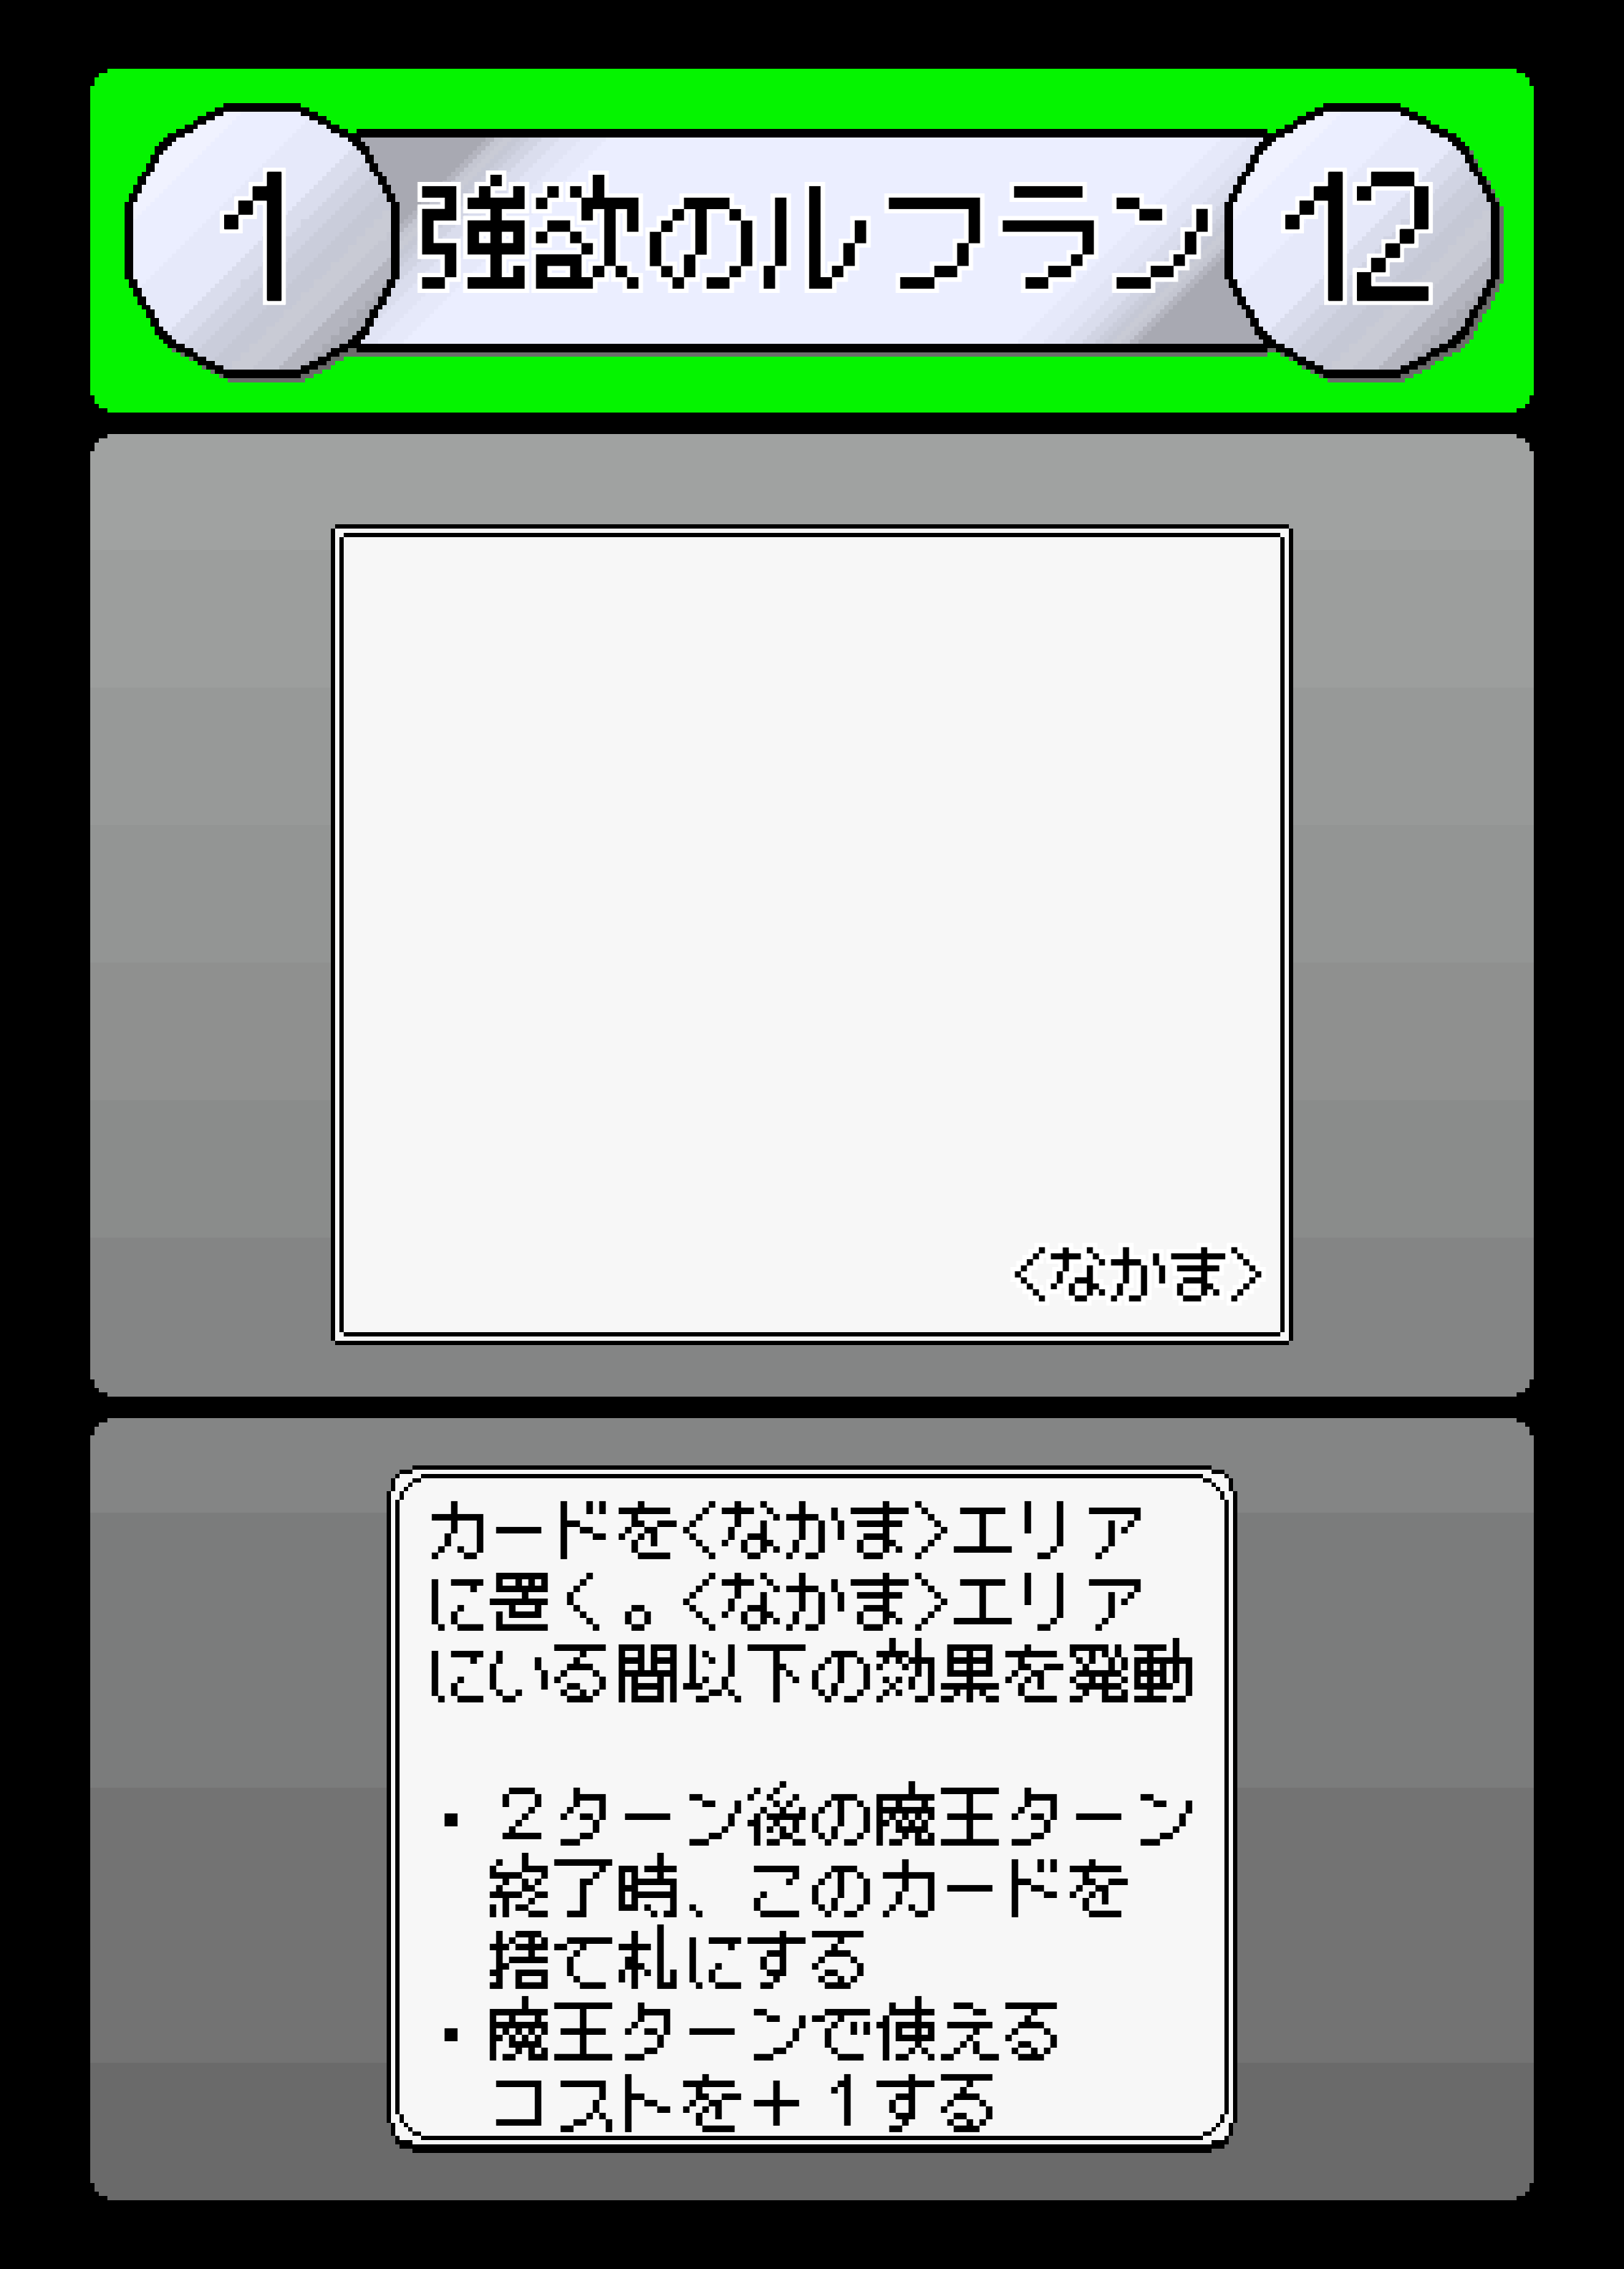 1 強欲のルフラン 12
<なかま>
カードを<なかま>エリア
に置く。<なかま>エリア
にいる間以下の効果を発動
・２ターン後の魔王ターン
終了時、このカードを
捨て札にする
・魔王ターンで使える
コストを＋１する